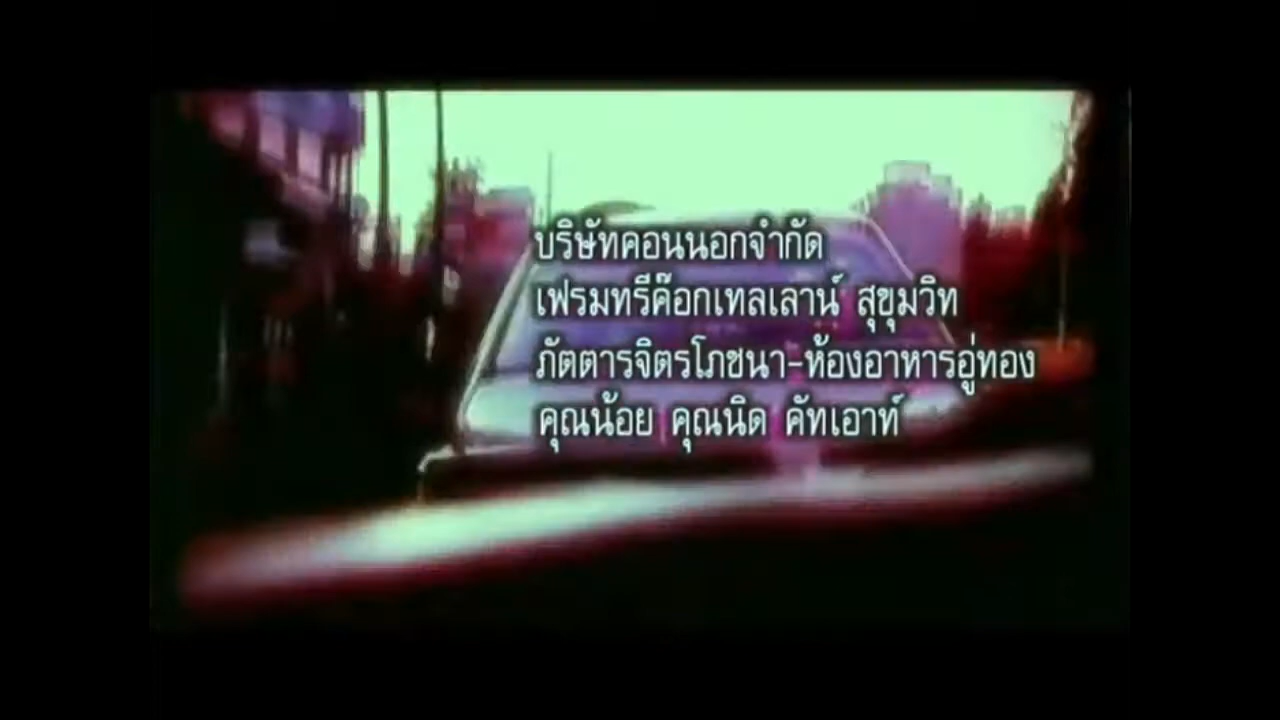 บริษัทคอนนอกจำกัด
เฟรมทรีค๊อกเทลเลาน์ สุขุมวิท
ภัตตารจิตรโภชนา-ห้องอาหารอู่ทอง
คุณน้อย คุณนิด คัทเอาท์